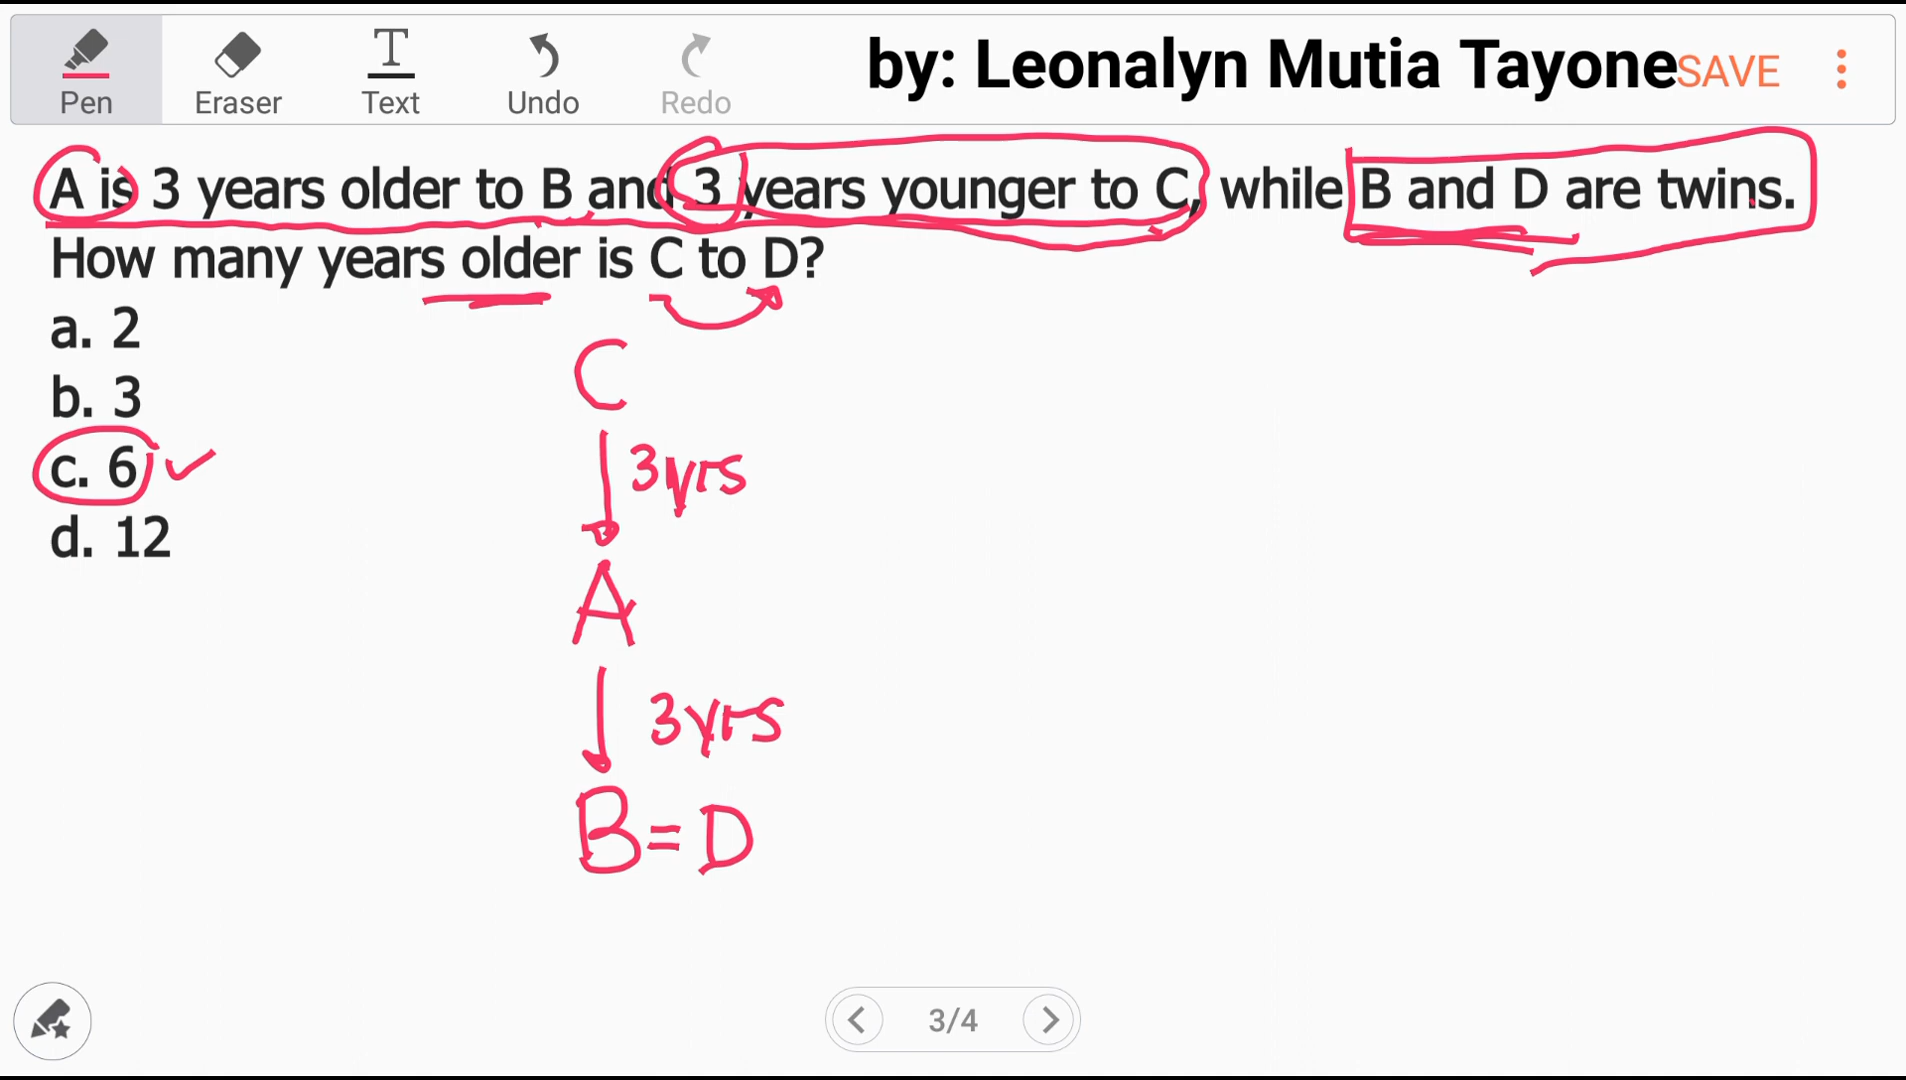 Pen
Eraser
T
Text
Undo
Redo
by: Leonalyn Mutia Tayone
SAVE
A is 3 years older to B and 3 years younger to C, while B and D are twins.
How many years older is C to D?
a. 2
b. 3
c. 6
d. 12
C
3yrs
A
3yrs
B=D
3/4